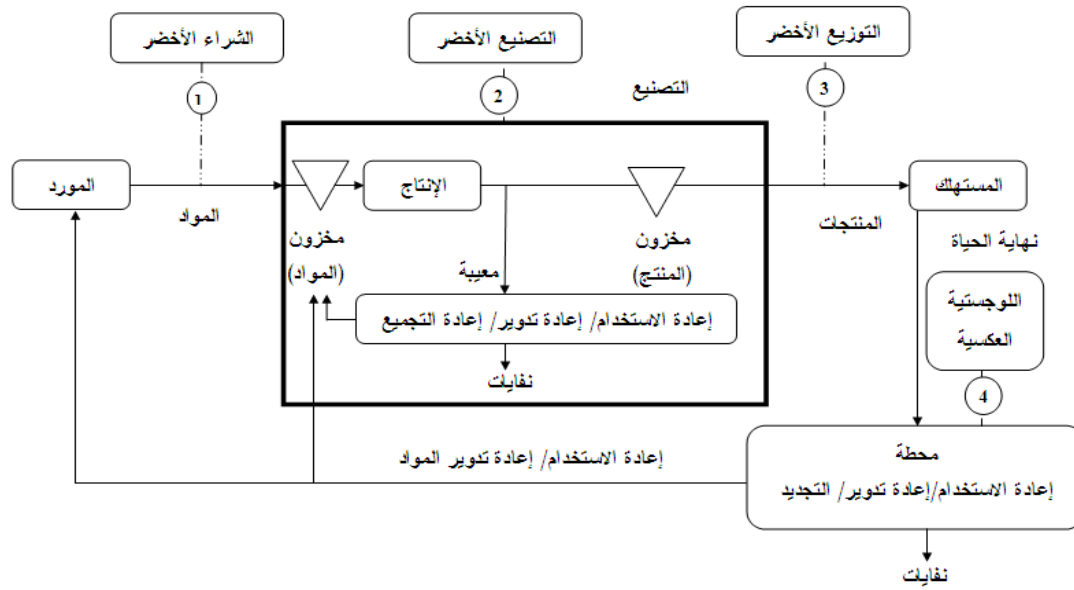 الشراء الأخضر
التصنيع الأخضر
التوزيع الأخضر
1
2
3
التصنيع
المورد
الإنتاج
المستهلك
المواد
المنتجات
مخزون
(المواد)
معيبة
مخزون
(المنتج)
نهاية الحياة
اللوجستية
العكسية
إعادة الاستخدام/ إعادة تدوير/ إعادة التجميع
نفايات
4
إعادة الاستخدام/ إعادة تدوير المواد
محطة
إعادة الاستخدام/إعادة تدوير/ التجديد
نفايات